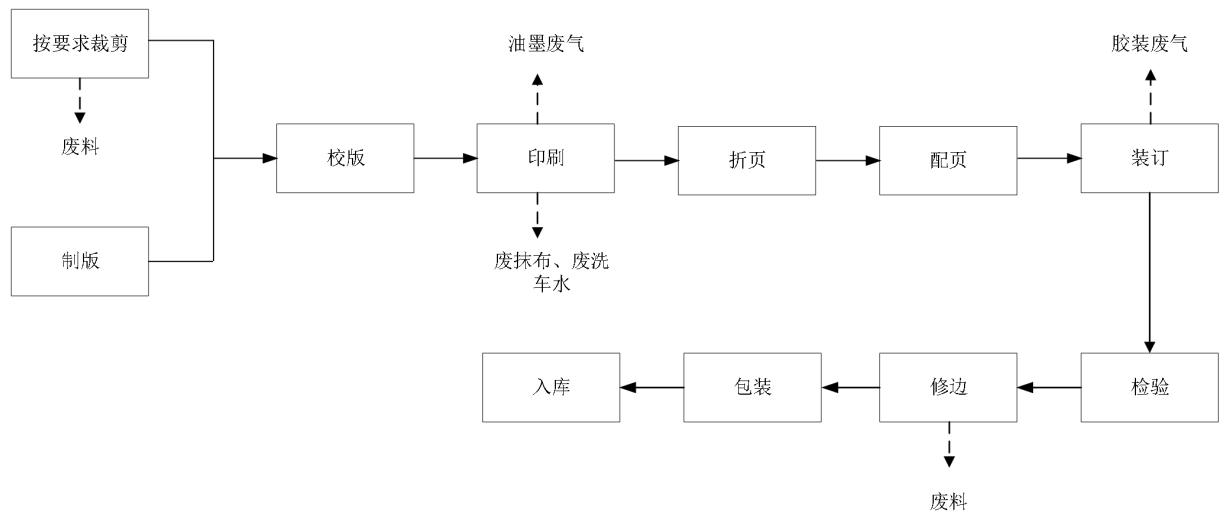 按要求裁剪
废料
制版
校版
油墨废气
印刷
废抹布、废洗
车水
折页
配页
胶装废气
装订
检验
修边
废料
包装
入库